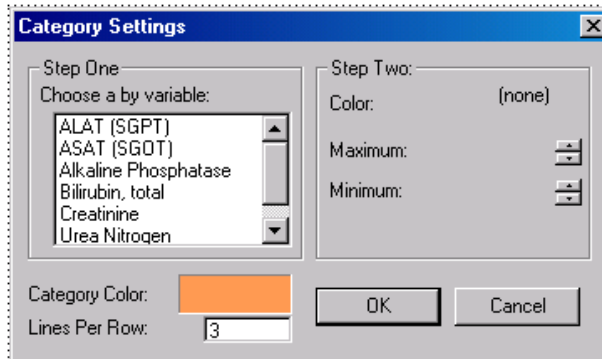 Category Settings
Step One
Choose a by variable:
ALAT (SGPT)
ASAT (SGOT)
Alkaline Phosphatase
Bilirubin, total
Creatinine
Urea Nitrogen
Step Two:
Color: (none)
Maximum:
Minimum:
Category Color:
Lines Per Row: 3
OK Cancel